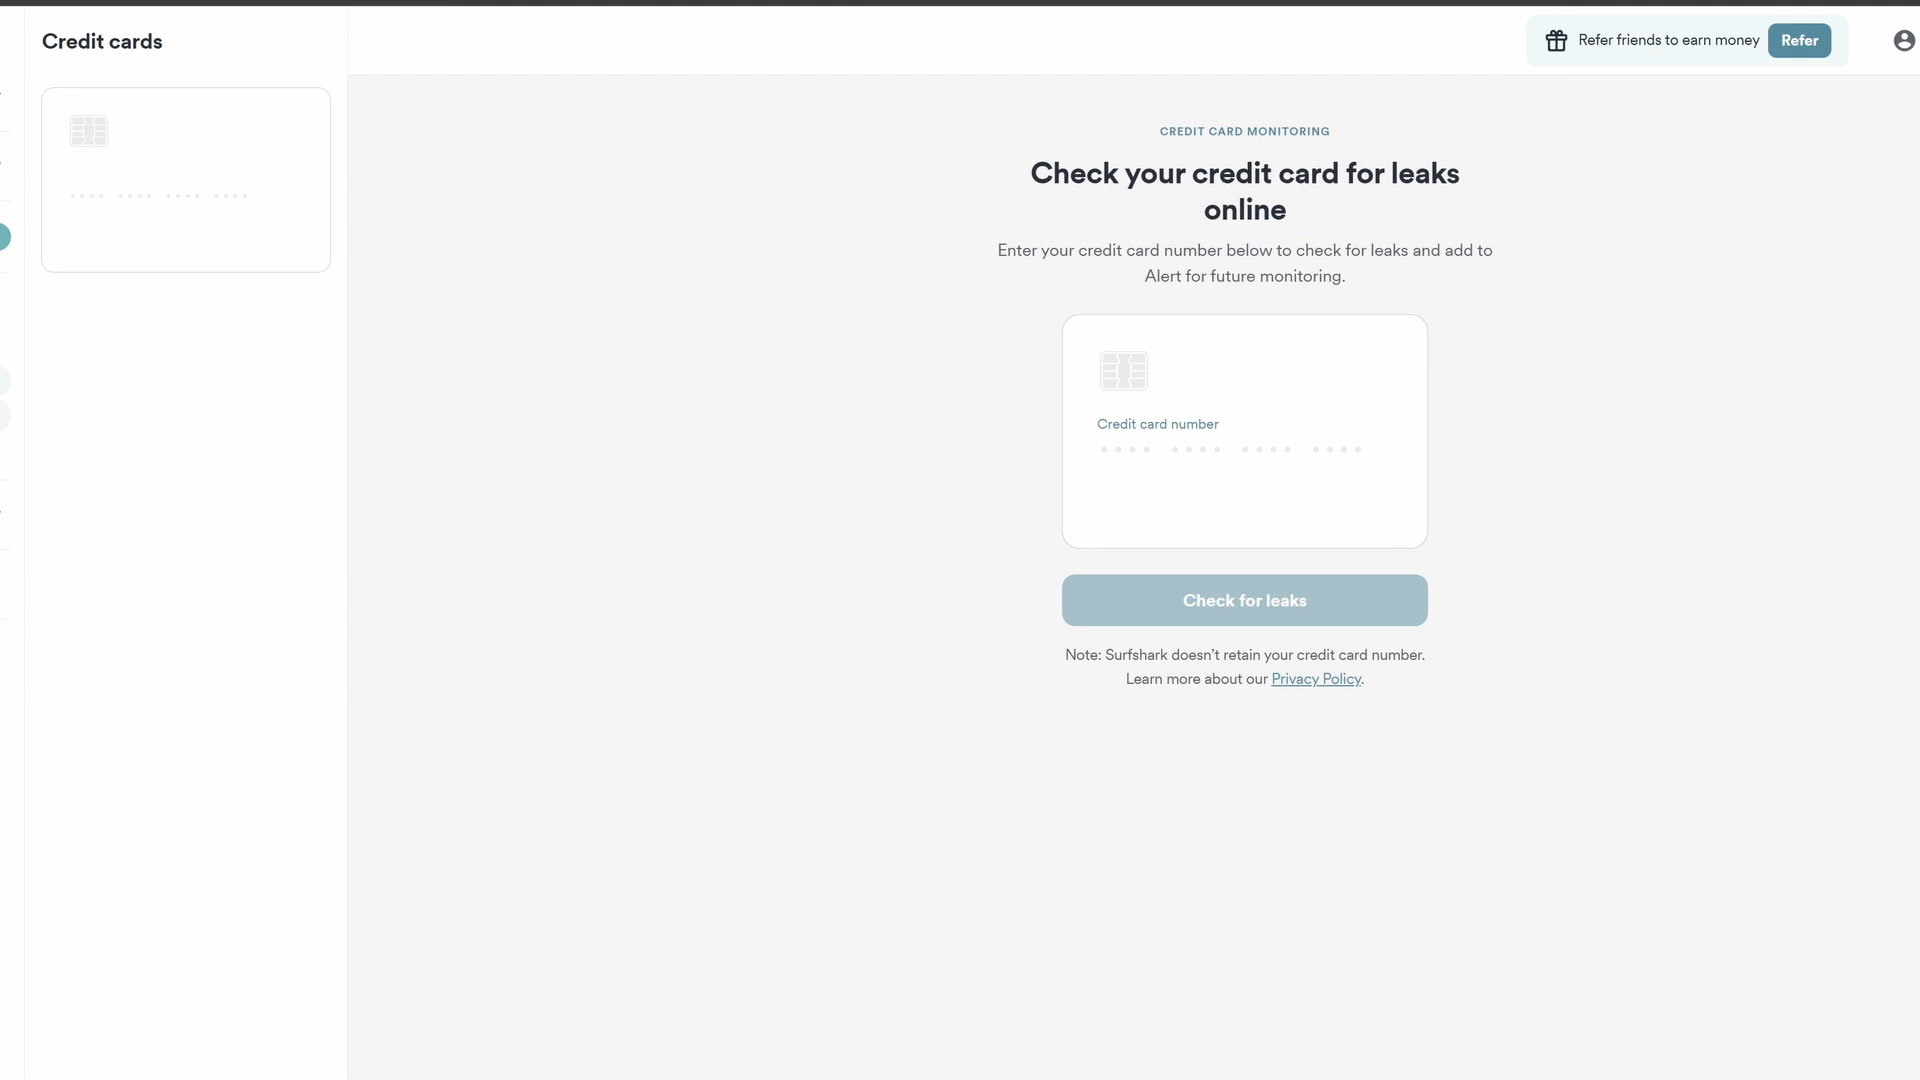 Credit cards
Refer friends to earn money
Refer
CREDIT CARD MONITORING
Check your credit card for leaks
online
Enter your credit card number below to check for leaks and add to
Alert for future monitoring.
Credit card number
Check for leaks
Note: Surfshark doesn’t retain your credit card number.
Learn more about our Privacy Policy.